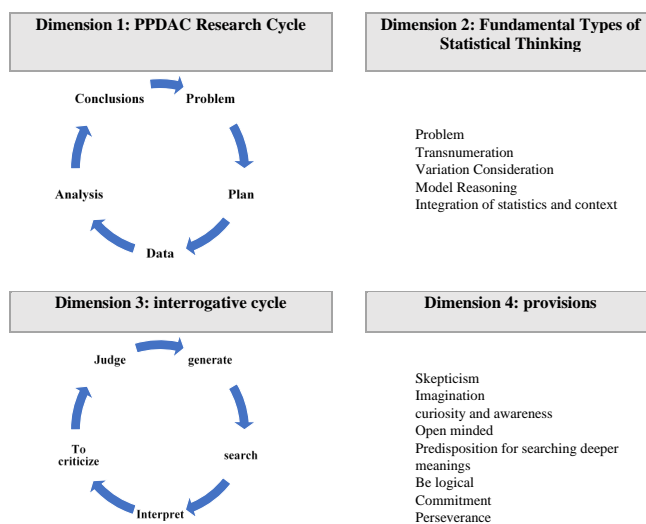 Dimension 1: PPDAC Research Cycle
Conclusions
Problem
Analysis
Plan
Data
Dimension 2: Fundamental Types of
Statistical Thinking
Problem
Transnumeration
Variation Consideration
Model Reasoning
Integration of statistics and context
Dimension 3: interrogative cycle
Judge
generate
To
criticize
search
Interpret
Dimension 4: provisions
Skepticism
Imagination
curiosity and awareness
Open minded
Predisposition for searching deeper
meanings
Be logical
Commitment
Perseverance